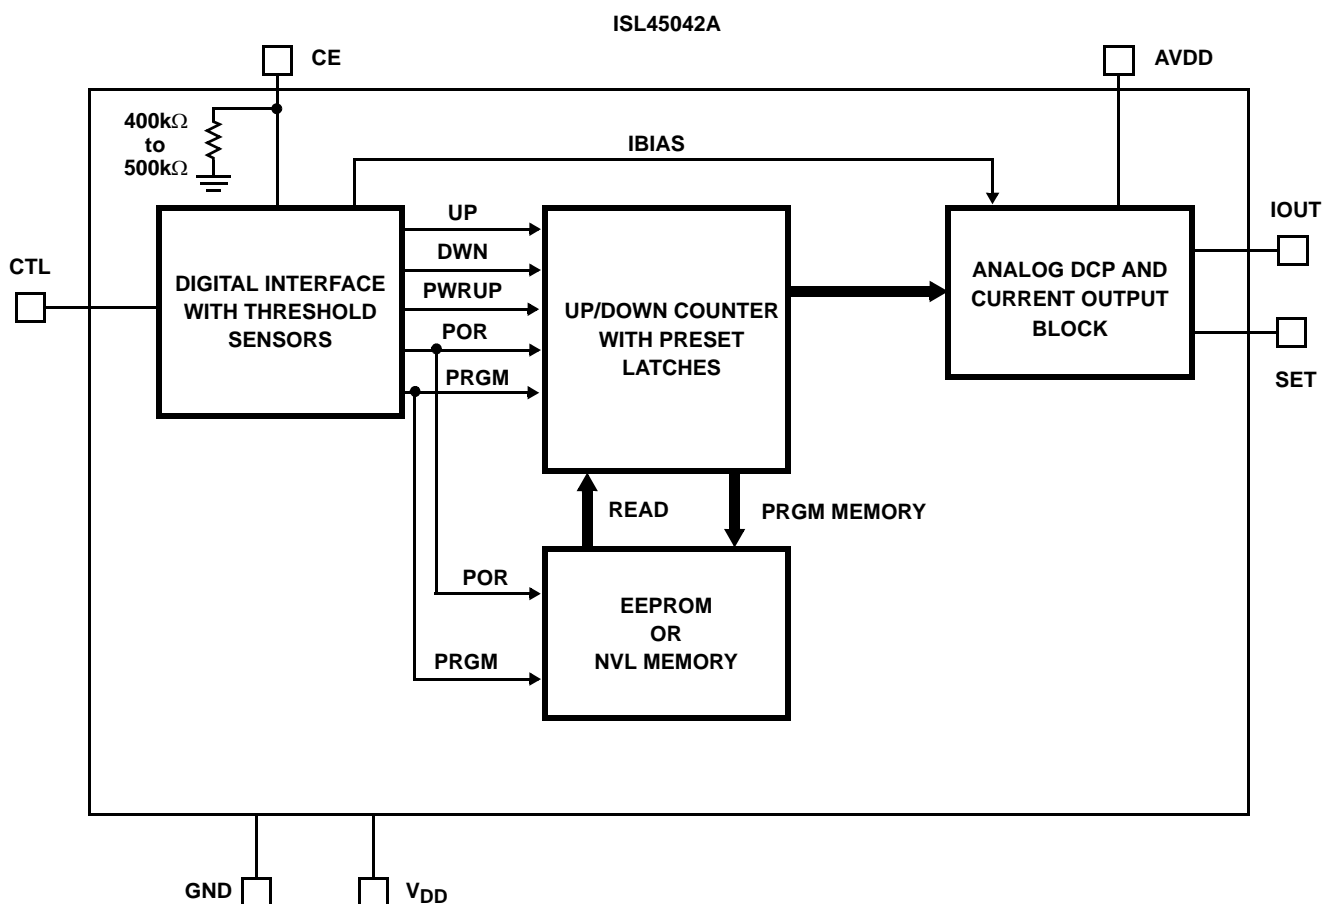 ISL45042A
CE
AVDD
400kΩ
to
500kΩ
IBIAS
CTL
DIGITAL INTERFACE
WITH THRESHOLD
SENSORS
UP
DWN
PWRUP
POR
PRGM
UP/DOWN COUNTER
WITH PRESET
LATCHES
ANALOG DCP AND
CURRENT OUTPUT
BLOCK
IOUT
SET
READ
PRGM MEMORY
POR
PRGM
EEPROM
OR
NVL MEMORY
GND
VDD